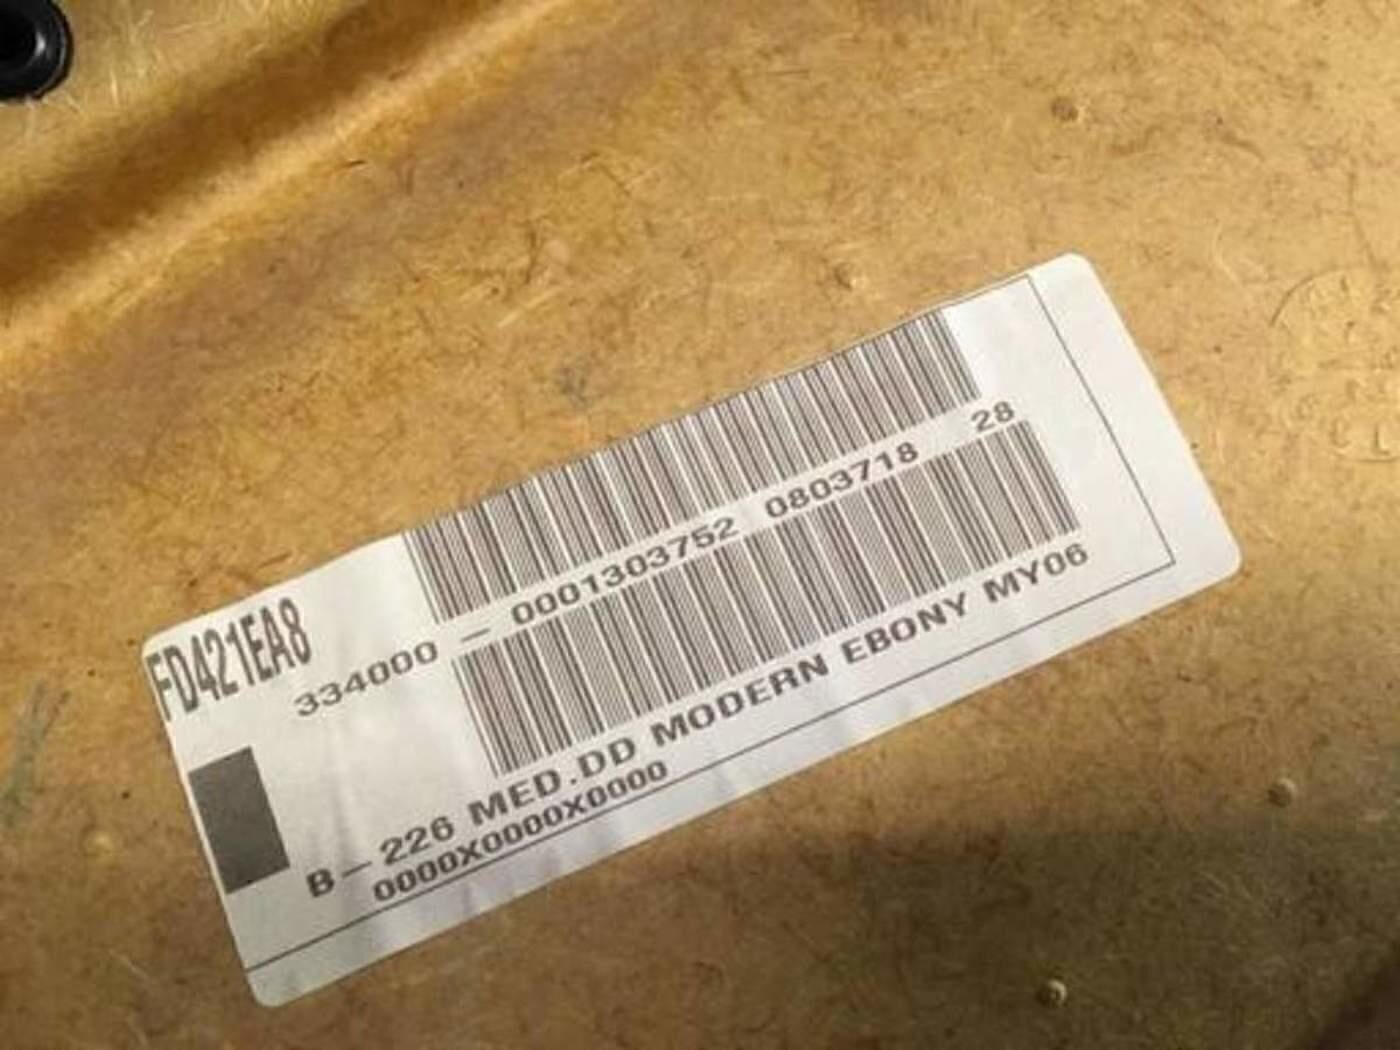 FD421EA8
334000 - 0001303752 0803718 28
B-226 MED.DD MODERN EBONY MY06
0000X0000X0000